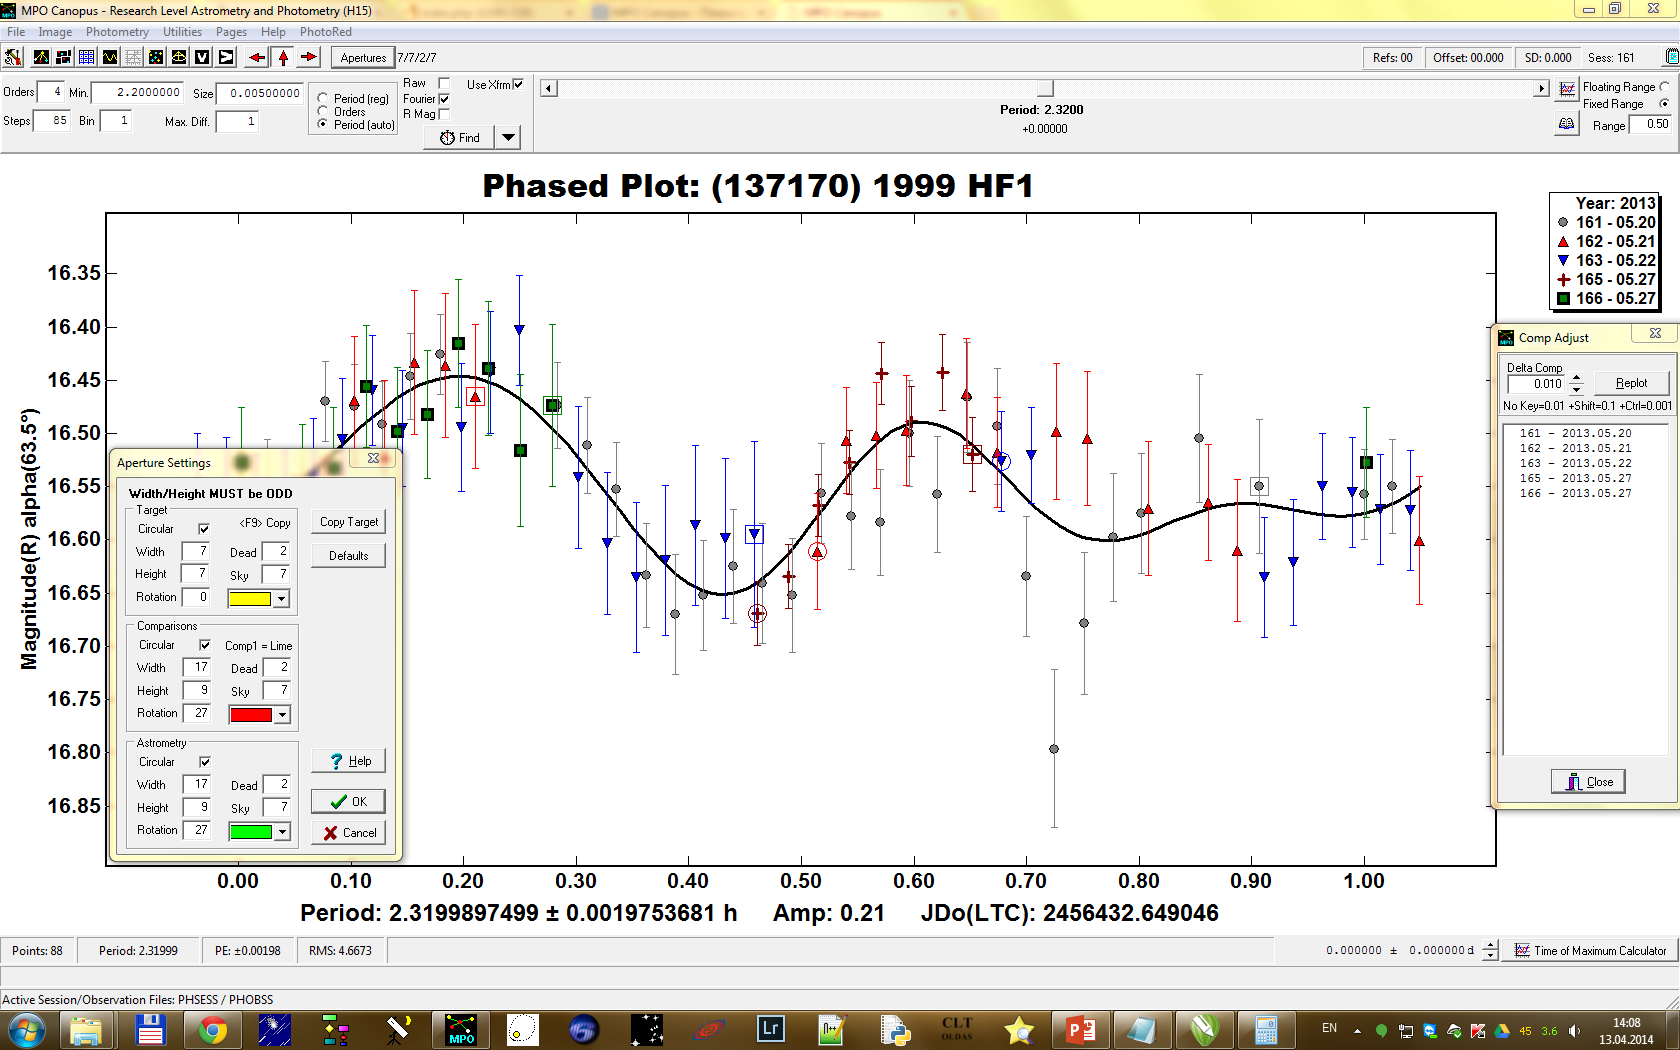 MPO Canopus - Research Level Astrometry and Photometry (H15)
File Image Photometry Utilities Pages Help PhotoRed
Apertures 7/7/2/7 Refs: 00 Offset: 00.000 SD: 0.000 Sess: 161
Orders 4 Min. 2.2000000 Size 0.00500000
Steps 85 Bin 1 Max. Diff. 1
Period (reg)
Orders
Period (auto)
Raw
Fourier
R Mag
Use Xfrm
Find
Period: 2.3200
+0.00000
Floating Range
Fixed Range
Range 0.50
Phased Plot: (137170) 1999 HF1
Year: 2013
161 - 05.20
162 - 05.21
163 - 05.22
165 - 05.27
166 - 05.27
Magnitude(R) alpha(63.5°)
16.35
16.40
16.45
16.50
16.55
16.60
16.65
16.70
16.75
16.80
16.85
0.00 0.10 0.20 0.30 0.40 0.50 0.60 0.70 0.80 0.90 1.00
Period: 2.3199897499 ± 0.0019753681 h Amp: 0.21 JDo(LTC): 2456432.649046
Aperture Settings
Width/Height MUST be ODD
Target
Circular <F9> Copy
Width 7 Dead 2
Height 7 Sky 7
Rotation 0
Copy Target
Defaults
Comparisons
Circular Comp1 = Lime
Width 17 Dead 2
Height 9 Sky 7
Rotation 27
Astrometry
Circular
Width 17 Dead 2
Height 9 Sky 7
Rotation 27
Help
OK
Cancel
MPO Comp Adjust
Delta Comp
0.010 Replot
No Key=0.01 +Shift=0.1 +Ctrl=0.001
161 - 2013.05.20
162 - 2013.05.21
163 - 2013.05.22
165 - 2013.05.27
166 - 2013.05.27
Close
Points: 88 Period: 2.31999 PE: ±0.00198 RMS: 4.6673 0.000000 ± 0.000000d Time of Maximum Calculator
Active Session/Observation Files: PHSESS / PHOBSS
MPO Lr n++ CLT OLDAS EN 45 3.6 14:08
13.04.2014